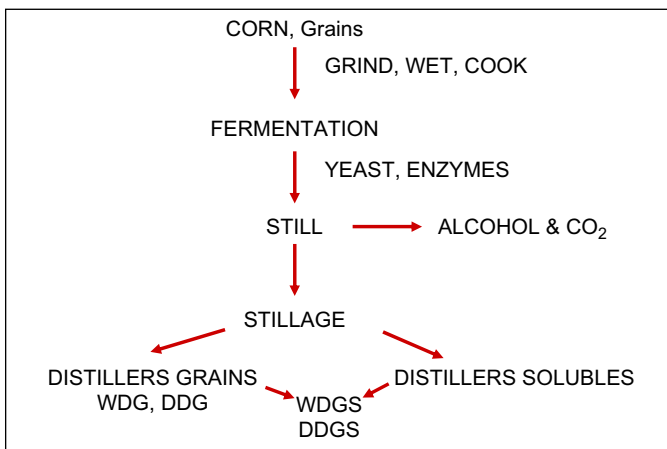 CORN, Grains
GRIND, WET, COOK
FERMENTATION
YEAST, ENZYMES
STILL
ALCOHOL & CO₂
STILLAGE
DISTILLERS GRAINS
WDG, DDG
DISTILLERS SOLUBLES
WDGS
DDGS